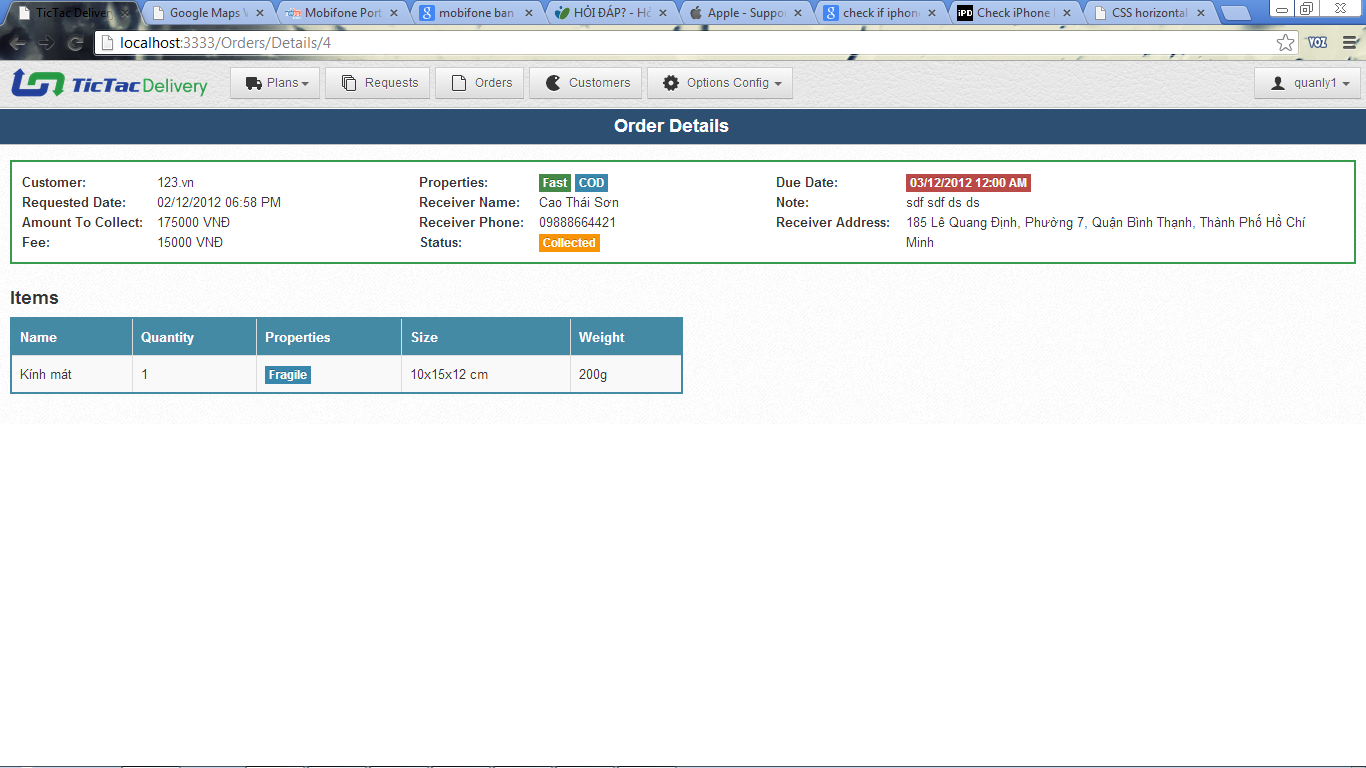 TicTac Deliver Google Maps V Mobifone Port mobifone ban HỎI ĐÁP? - Hỏ Apple - Suppo check if iphon iPD Check iPhone CSS horizontal
localhost:3333/Orders/Details/4 VOZ
TicTacDelivery Plans Requests Orders Customers Options Config quanly1
Order Details
Customer: 123.vn Properties: Fast COD Due Date: 03/12/2012 12:00 AM
Requested Date: 02/12/2012 06:58 PM Receiver Name: Cao Thái Sơn Note: sdf sdf ds ds
Amount To Collect: 175000 VNĐ Receiver Phone: 09888664421 Receiver Address: 185 Lê Quang Định, Phường 7, Quận Bình Thạnh, Thành Phố Hồ Chí
Fee: 15000 VNĐ Status: Collected Minh
Items
Name Quantity Properties Size Weight
Kính mát 1 Fragile 10x15x12 cm 200g